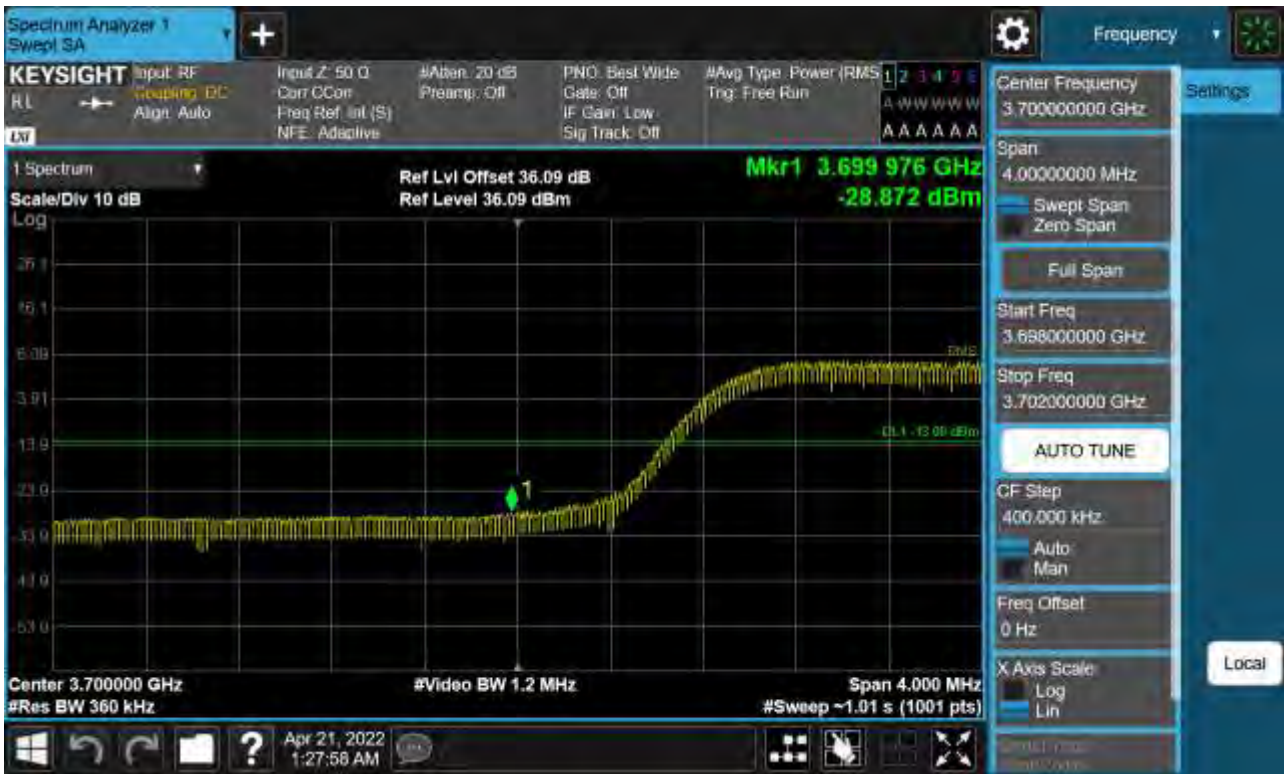 Spectrum Analyzer 1
Swept SA
Frequency
KEYSIGHT
RL
Input: RF
Coupling: DC
Align: Auto
Input Z: 50 Ω
Corr CCorr
Freq Ref: Int (S)
NFE: Adaptive
#Atten: 20 dB
Preamp: Off
PNO: Best Wide
Gate: Off
IF Gain: Low
Sig Track: Off
#Avg Type: Power (RMS
Trig: Free Run
1 2 3 4 5 6
A W W W W W
A A A A A A
1 Spectrum
Scale/Div 10 dB
Log
Ref Lvl Offset 36.09 dB
Ref Level 36.09 dBm
Mkr1 3.699 976 GHz
-28.872 dBm
26.1
16.1
6.09
-3.91
-13.9
-23.9
-33.9
-43.9
-53.9
RMS
DL1 -13.00 dBm
1
Center 3.700000 GHz
#Res BW 360 kHz
#Video BW 1.2 MHz
Span 4.000 MHz
#Sweep ~1.01 s (1001 pts)
Center Frequency
3.700000000 GHz
Span
4.00000000 MHz
Swept Span
Zero Span
Full Span
Start Freq
3.698000000 GHz
Stop Freq
3.702000000 GHz
AUTO TUNE
CF Step
400.000 kHz
Auto
Man
Freq Offset
0 Hz
X Axis Scale
Log
Lin
Settings
Local
?
Apr 21, 2022
1:27:58 AM